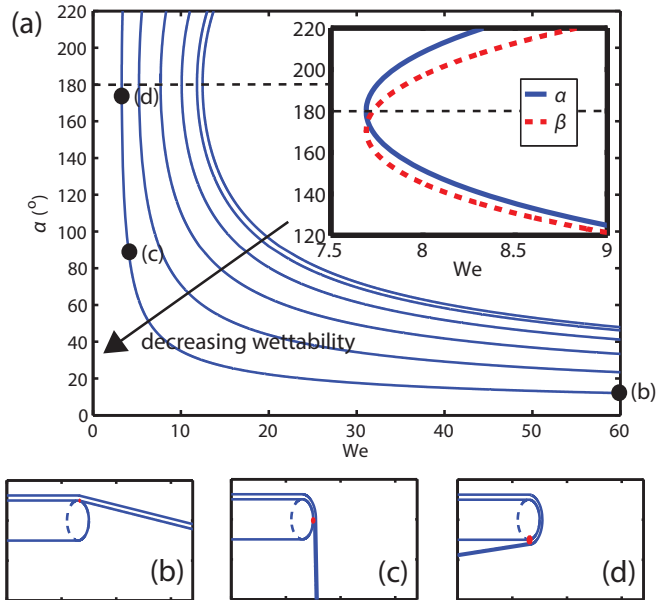 (a)
220
200
180
160
140
120
100
80
60
40
20
0
α (°)
0 10 20 30 40 50 60
We
(d)
(c)
(b)
decreasing wettability
220
200
180
160
140
120
7.5 8 8.5 9
We
α
β
(b) (c) (d)